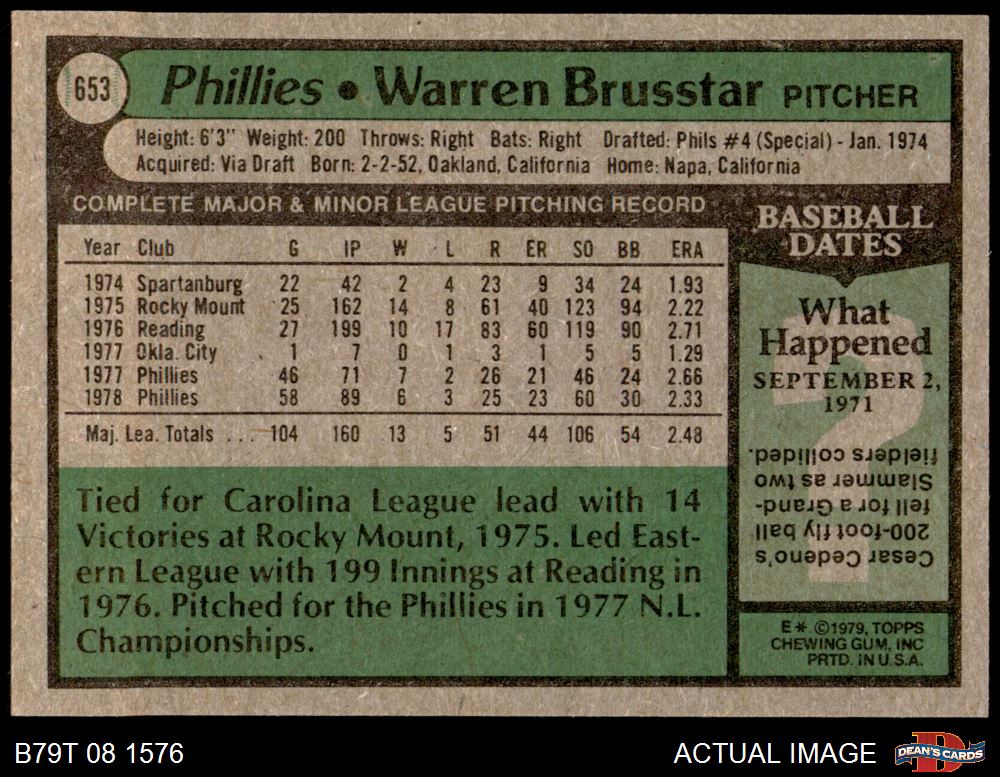 653
Phillies • Warren Brusstar PITCHER
Height: 6'3" Weight: 200 Throws: Right Bats: Right Drafted: Phils #4 (Special) - Jan. 1974
Acquired: Via Draft Born: 2-2-52, Oakland, California Home: Napa, California
COMPLETE MAJOR & MINOR LEAGUE PITCHING RECORD
Year Club G IP W L R ER SO BB ERA
1974 Spartanburg 22 42 2 4 23 9 34 24 1.93
1975 Rocky Mount 25 162 14 8 61 40 123 94 2.22
1976 Reading 27 199 10 17 83 60 119 90 2.71
1977 Okla. City 1 7 0 1 3 1 5 5 1.29
1977 Phillies 46 71 7 2 26 21 46 24 2.66
1978 Phillies 58 89 6 3 25 23 60 30 2.33
Maj. Lea. Totals ... 104 160 13 5 51 44 106 54 2.48
Tied for Carolina League lead with 14
Victories at Rocky Mount, 1975. Led East-
ern League with 199 Innings at Reading in
1976. Pitched for the Phillies in 1977 N.L.
Championships.
BASEBALL
DATES
What
Happened
SEPTEMBER 2,
1971
?
Cesar Cedeno's
200-foot fly ball
fell for a Grand-
Slammer as two
fielders collided.
E* ©1979, TOPPS
CHEWING GUM, INC
PRTD. IN U.S.A.
B79T 08 1576
ACTUAL IMAGE
D
DEAN'S CARDS